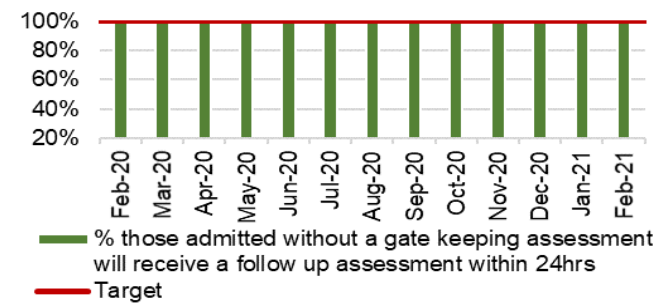 100%
80%
60%
40%
20%
Feb-20
Mar-20
Apr-20
May-20
Jun-20
Jul-20
Aug-20
Sep-20
Oct-20
Nov-20
Dec-20
Jan-21
Feb-21
% those admitted without a gate keeping assessment
will receive a follow up assessment within 24hrs
Target